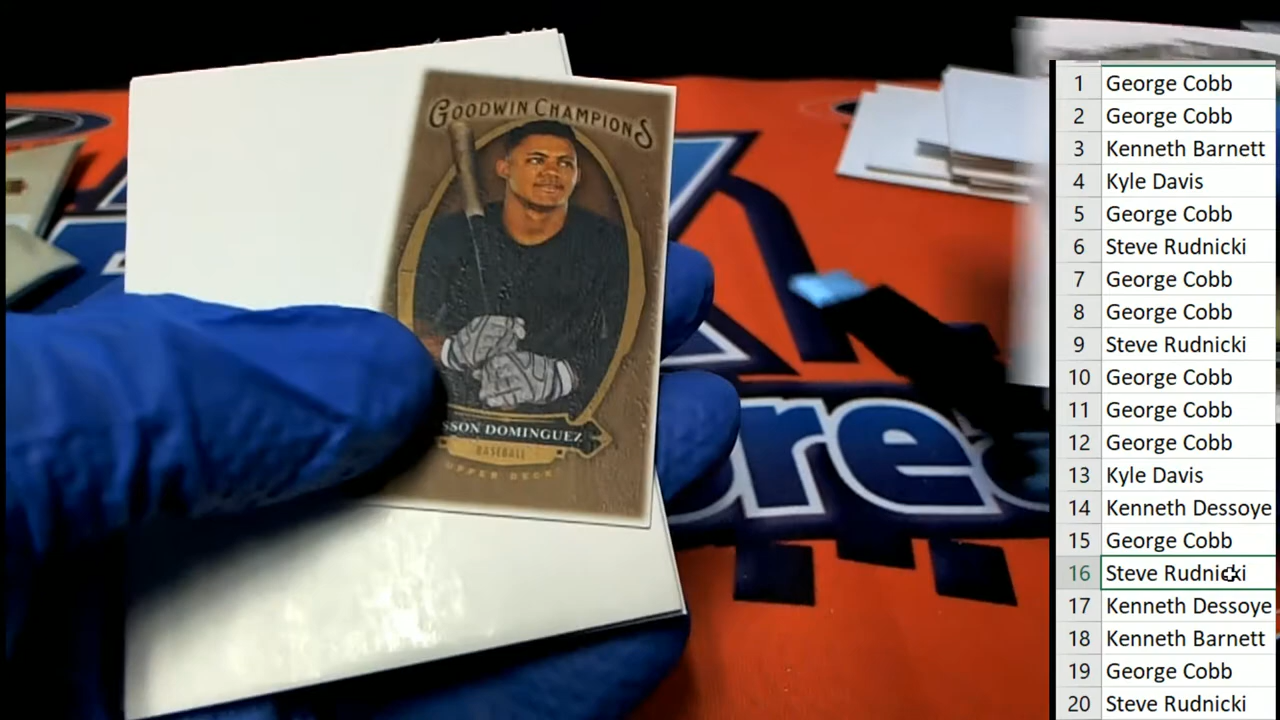 GOODWIN CHAMPIONS
SSON DOMINGUEZ
BASEBALL
UPPER DECK
1 George Cobb
2 George Cobb
3 Kenneth Barnett
4 Kyle Davis
5 George Cobb
6 Steve Rudnicki
7 George Cobb
8 George Cobb
9 Steve Rudnicki
10 George Cobb
11 George Cobb
12 George Cobb
13 Kyle Davis
14 Kenneth Dessoye
15 George Cobb
16 Steve Rudnicki
17 Kenneth Dessoye
18 Kenneth Barnett
19 George Cobb
20 Steve Rudnicki